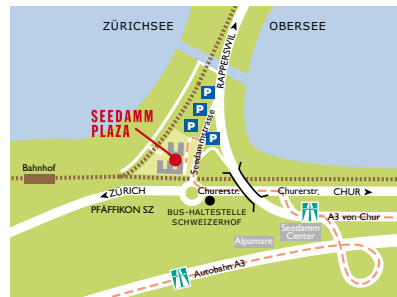 ZÜRICHSEE
OBERSEE
RAPPERSWIL
P
P
P
P
SEEDAMM
PLAZA
Seedammstrasse
Bahnhof
ZÜRICH
Churerstr.
Churerstr.
CHUR
PFÄFFIKON SZ
BUS-HALTESTELLE
SCHWEIZERHOF
A3 von Chur
Seedamm
Center
Alpamare
Autobahn A3